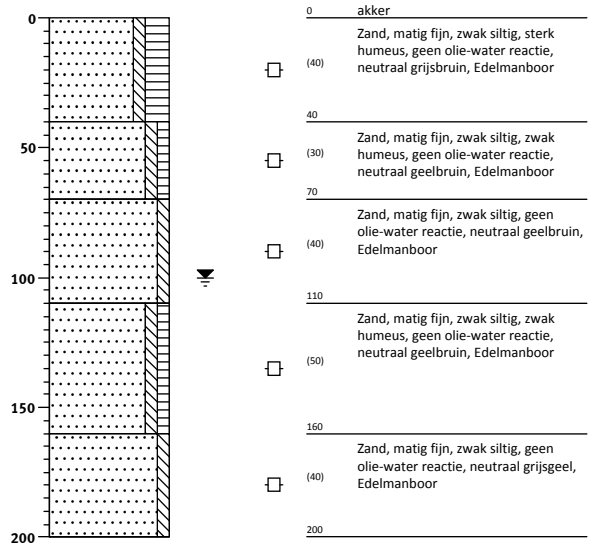 0
50
100
150
200
0 akker
Zand, matig fijn, zwak siltig, sterk
humeus, geen olie-water reactie,
neutraal grijsbruin, Edelmanboor
(40)
40
Zand, matig fijn, zwak siltig, zwak
humeus, geen olie-water reactie,
neutraal geelbruin, Edelmanboor
(30)
70
Zand, matig fijn, zwak siltig, geen
olie-water reactie, neutraal geelbruin,
Edelmanboor
(40)
110
Zand, matig fijn, zwak siltig, zwak
humeus, geen olie-water reactie,
neutraal geelbruin, Edelmanboor
(50)
160
Zand, matig fijn, zwak siltig, geen
olie-water reactie, neutraal grijsgeel,
Edelmanboor
(40)
200